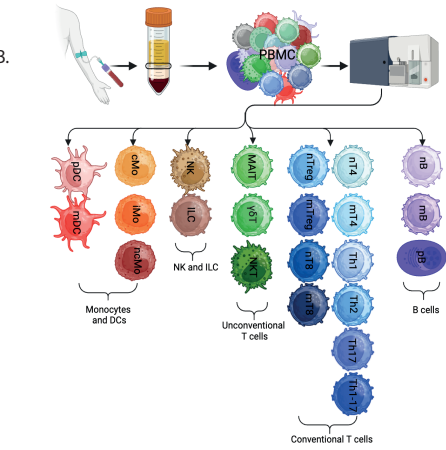 B.
PBMC
pDC
mDC
cMo
iMo
ncMo
NK
ILC
MAIT
γδT
NKT
nTreg
mTreg
nT8
mT8
nT4
mT4
Th1
Th2
Th17
Th1-17
nB
mB
pB
Monocytes
and DCs
NK and ILC
Unconventional
T cells
Conventional T cells
B cells